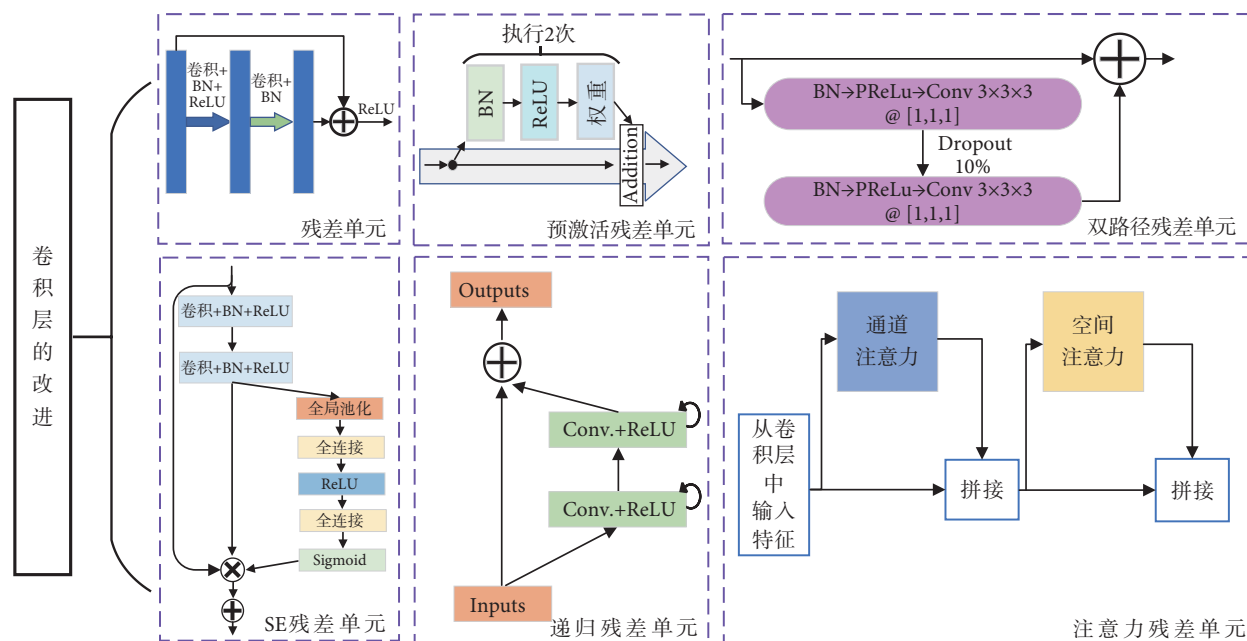 卷
积
层
的
改
进
卷积+
BN+
ReLU
卷积+
BN
ReLU
残差单元
执行2次
BN
ReLU
权重
Addition
预激活残差单元
BN→PReLu→Conv 3×3×3
@ [1,1,1]
Dropout
10%
BN→PReLu→Conv 3×3×3
@ [1,1,1]
双路径残差单元
卷积+BN+ReLU
卷积+BN+ReLU
全局池化
全连接
ReLU
全连接
Sigmoid
SE残差单元
Outputs
Conv.+ReLU
Conv.+ReLU
Inputs
递归残差单元
通道
注意力
空间
注意力
从卷
积层
中
输入
特征
拼接
拼接
注意力残差单元